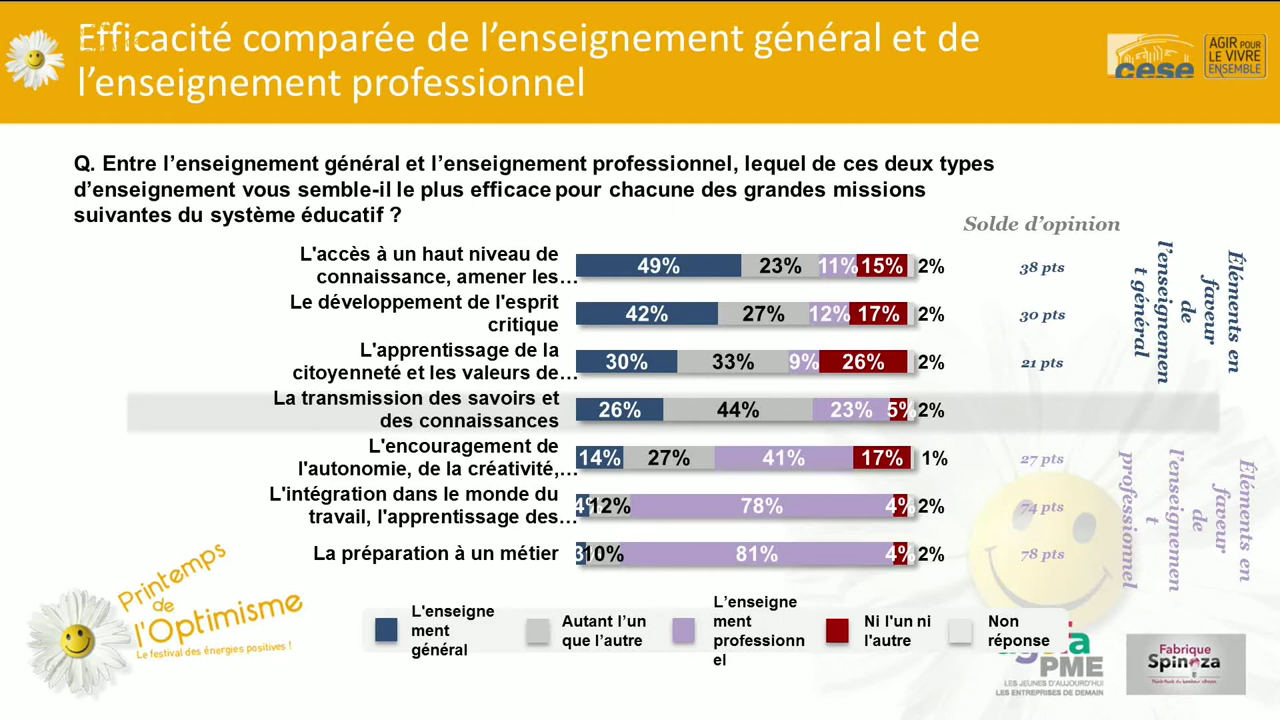 Efficacité comparée de l’enseignement général et de
l’enseignement professionnel
cese
AGIR POUR
LE VIVRE
ENSEMBLE
Q. Entre l’enseignement général et l’enseignement professionnel, lequel de ces deux types
d’enseignement vous semble-il le plus efficace pour chacune des grandes missions
suivantes du système éducatif ?
Solde d’opinion
L'accès à un haut niveau de
connaissance, amener les…
49% 23% 11% 15% 2%
38 pts
Le développement de l'esprit
critique
42% 27% 12% 17% 2%
30 pts
L'apprentissage de la
citoyenneté et les valeurs de…
30% 33% 9% 26% 2%
21 pts
La transmission des savoirs et
des connaissances
26% 44% 23% 5% 2%
L'encouragement de
l'autonomie, de la créativité,…
14% 27% 41% 17% 1%
27 pts
L'intégration dans le monde du
travail, l'apprentissage des…
4% 12% 78% 4% 2%
74 pts
La préparation à un métier
3% 10% 81% 4% 2%
78 pts
Éléments en
faveur
de
l’enseignemen
t général
Éléments en
faveur
de
l’enseignemen
t
professionnel
L'enseigne
ment
général
Autant l’un
que l’autre
L’enseigne
ment
professionn
el
Ni l'un ni
l'autre
Non
réponse
Printemps
de
l'Optimisme
Le festival des énergies positives !
PME
LES JEUNES D'AUJOURD'HUI
LES ENTREPRISES DE DEMAIN
Fabrique
Spinoza